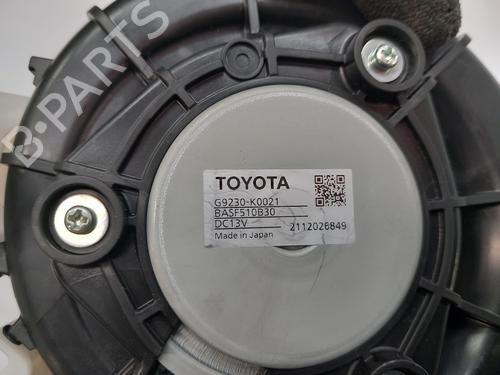 B-PARTS
TOYOTA
G9230-K0021
BASF510B30
DC13V 2112026849
Made in Japan